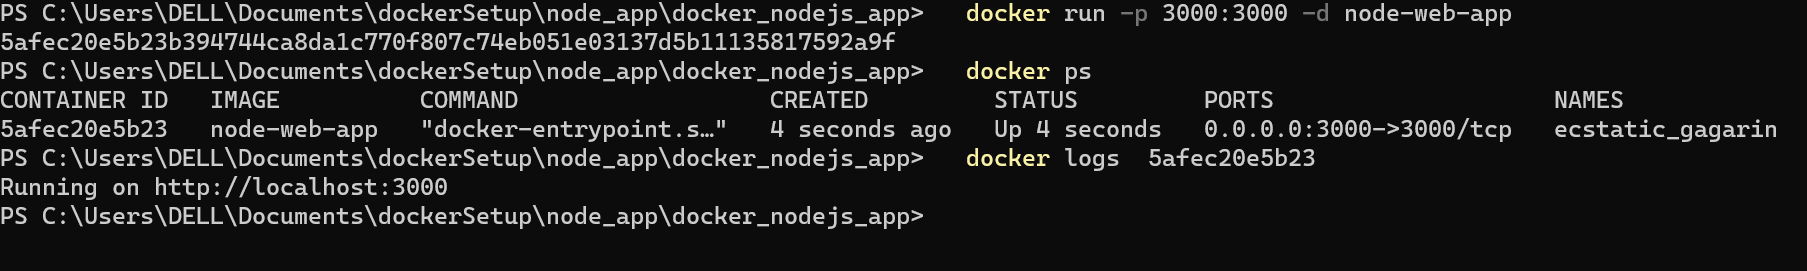 PS C:\Users\DELL\Documents\dockerSetup\node_app\docker_nodejs_app>   docker run -p 3000:3000 -d node-web-app
5afec20e5b23b394744ca8da1c770f807c74eb051e03137d5b11135817592a9f
PS C:\Users\DELL\Documents\dockerSetup\node_app\docker_nodejs_app>   docker ps
CONTAINER ID   IMAGE          COMMAND                  CREATED         STATUS         PORTS                    NAMES
5afec20e5b23   node-web-app   "docker-entrypoint.s…"   4 seconds ago   Up 4 seconds   0.0.0.0:3000->3000/tcp   ecstatic_gagarin
PS C:\Users\DELL\Documents\dockerSetup\node_app\docker_nodejs_app>   docker logs  5afec20e5b23
Running on http://localhost:3000
PS C:\Users\DELL\Documents\dockerSetup\node_app\docker_nodejs_app>